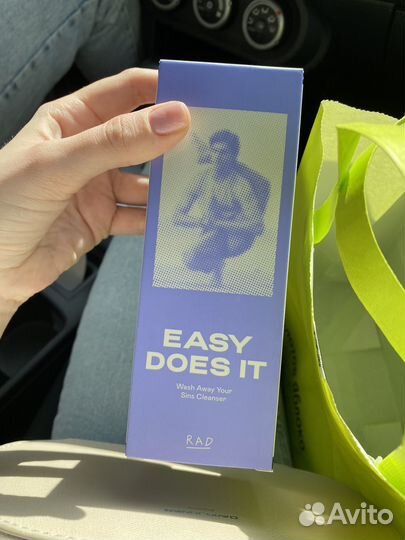 EASY
DOES IT
Wash Away Your
Sins Cleanser
RAD
Avito